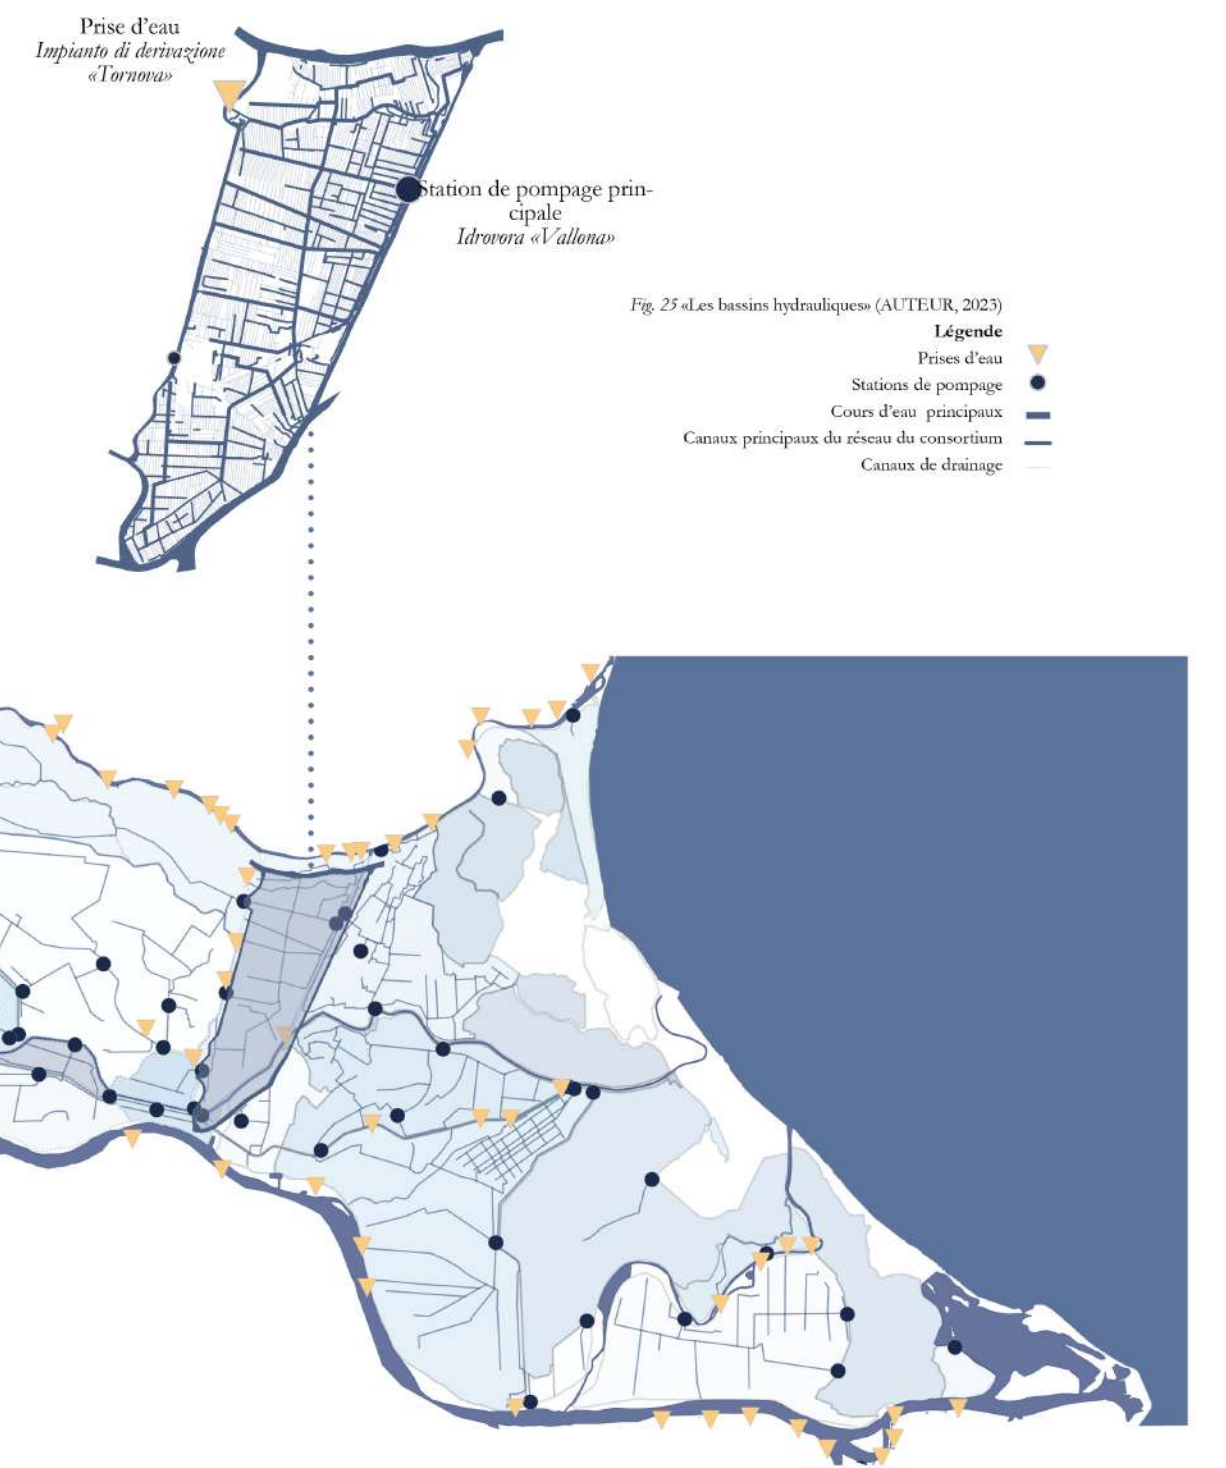 Prise d'eau
Impianto di derivazione
«Tornova»
Station de pompage prin-
cipale
Idrovora «Vallona»
Fig. 25 «Les bassins hydrauliques» (AUTEUR, 2023)
Légende
Prises d'eau
Stations de pompage
Cours d'eau principaux
Canaux principaux du réseau du consortium
Canaux de drainage